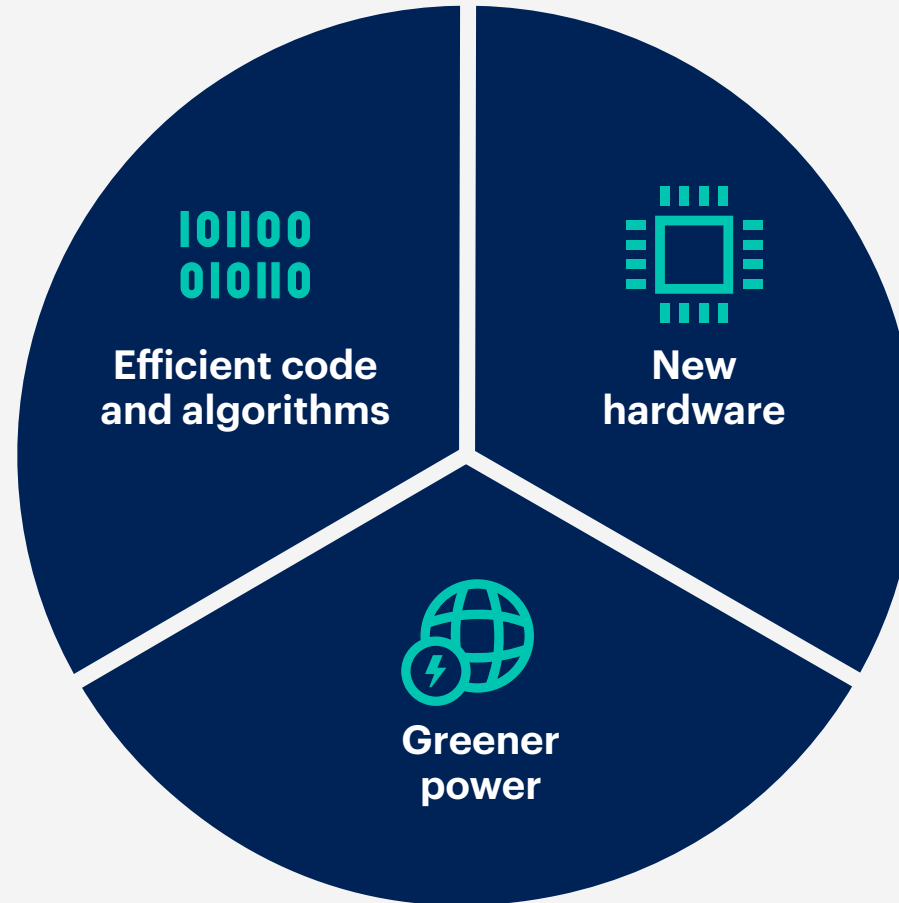 101100
010110
Efficient code
and algorithms
New
hardware
Greener
power